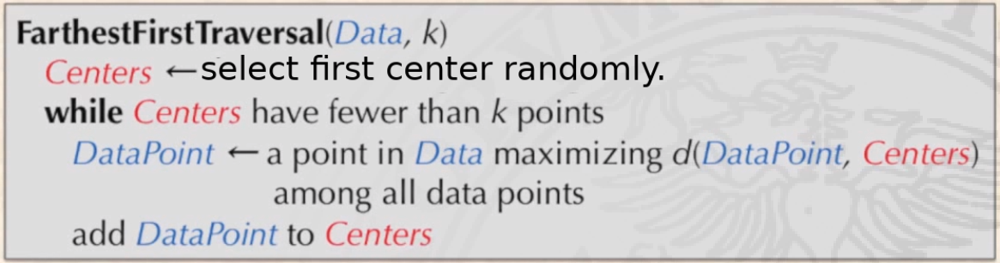 FarthestFirstTraversal(Data, k)
Centers ←select first center randomly.
while Centers have fewer than k points
DataPoint ← a point in Data maximizing d(DataPoint, Centers)
among all data points
add DataPoint to Centers